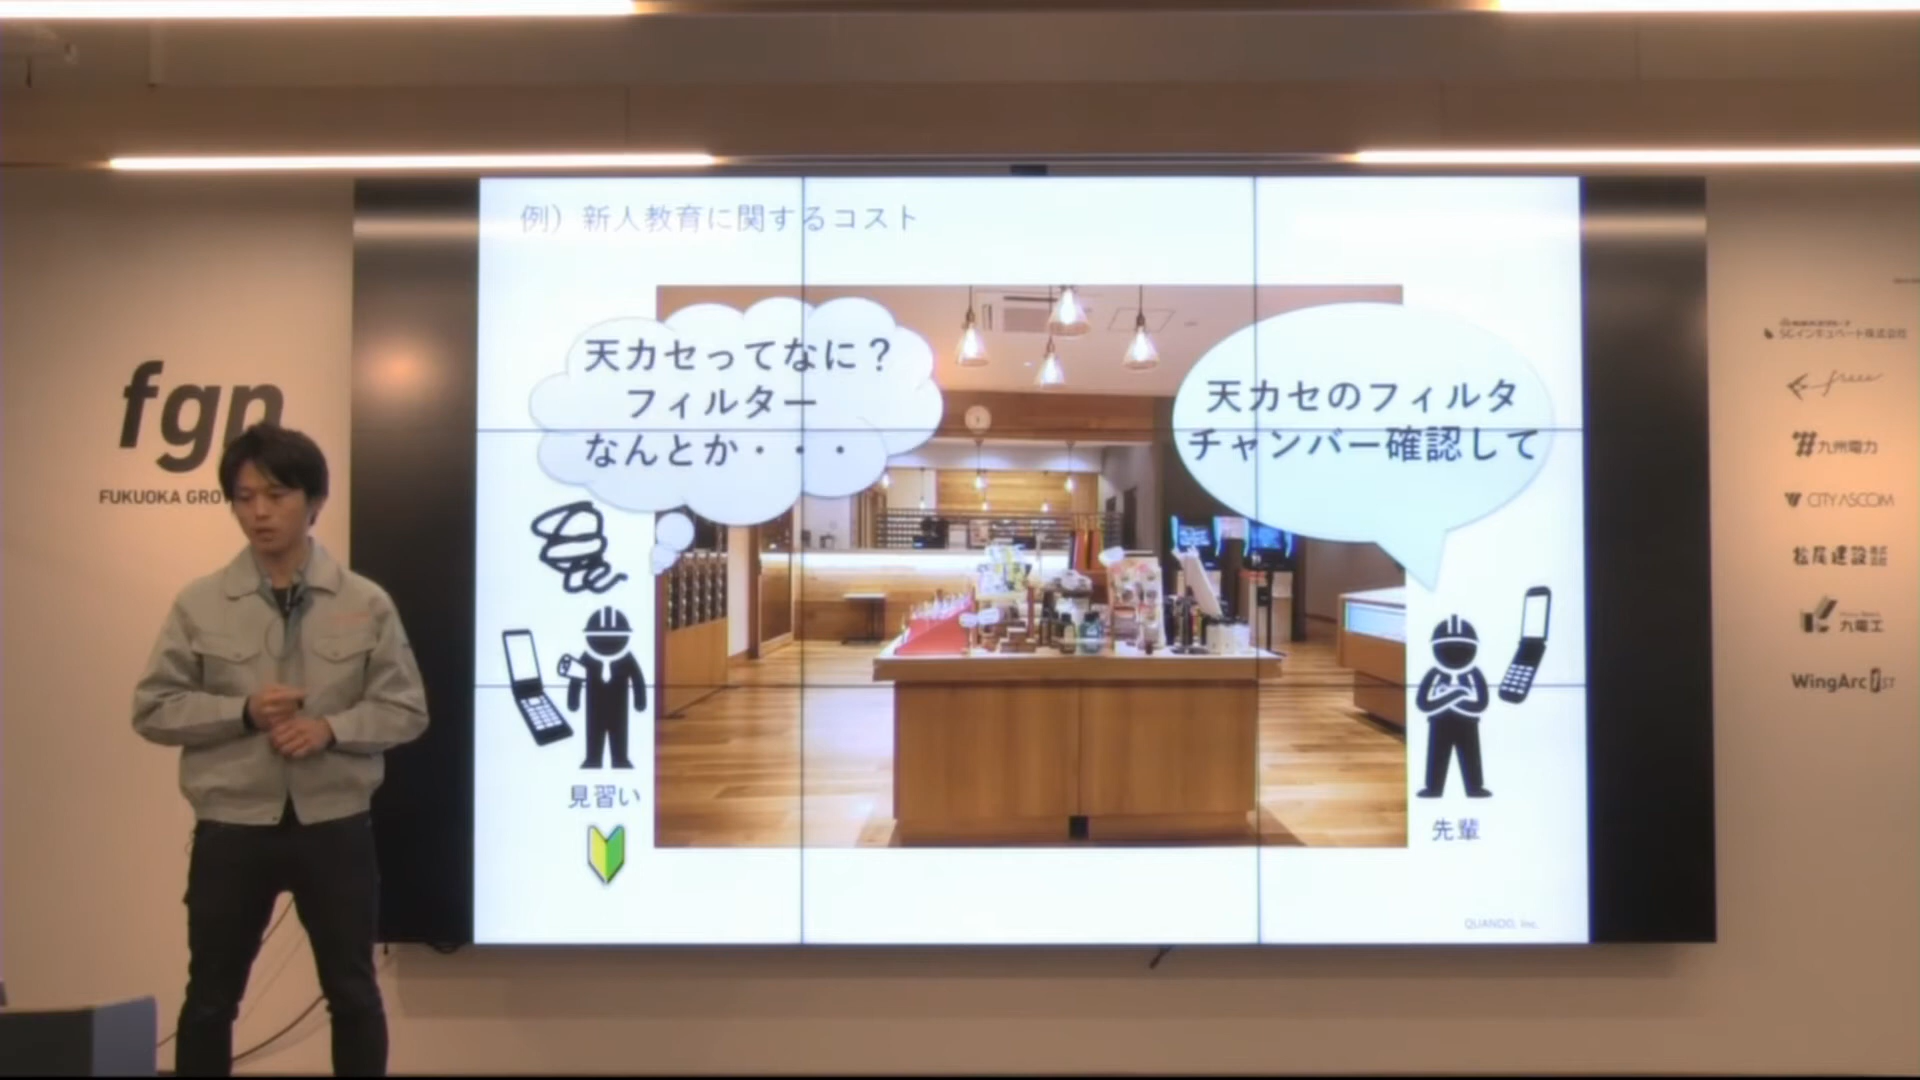 例）新人教育に関するコスト
天カセってなに？
フィルター
なんとか・・・
天カセのフィルタ
チャンバー確認して
見習い
先輩
QUANDO, Inc.
fgn
FUKUOKA GRO
SGインキュベート株式会社
freee
九州電力
CITY ASCOM
松尾建設
九電工
WingArc1ST